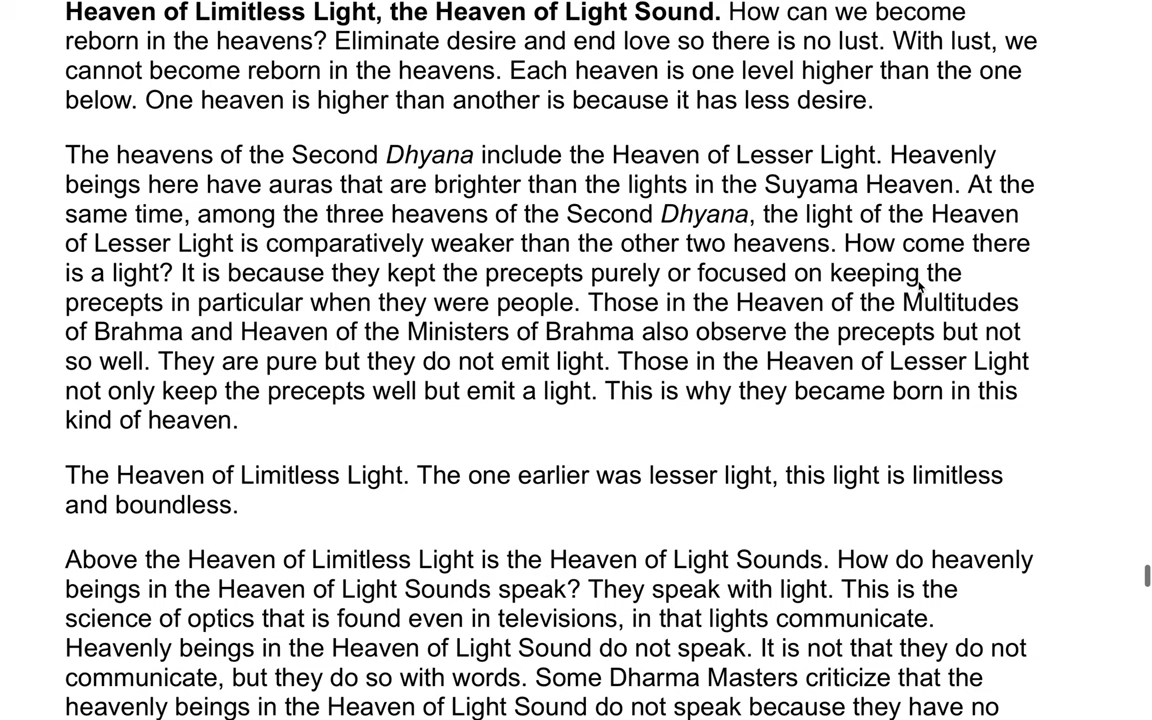 Heaven of Limitless Light, the Heaven of Light Sound. How can we become
reborn in the heavens? Eliminate desire and end love so there is no lust. With lust, we
cannot become reborn in the heavens. Each heaven is one level higher than the one
below. One heaven is higher than another is because it has less desire.
The heavens of the Second Dhyana include the Heaven of Lesser Light. Heavenly
beings here have auras that are brighter than the lights in the Suyama Heaven. At the
same time, among the three heavens of the Second Dhyana, the light of the Heaven
of Lesser Light is comparatively weaker than the other two heavens. How come there
is a light? It is because they kept the precepts purely or focused on keeping the
precepts in particular when they were people. Those in the Heaven of the Multitudes
of Brahma and Heaven of the Ministers of Brahma also observe the precepts but not
so well. They are pure but they do not emit light. Those in the Heaven of Lesser Light
not only keep the precepts well but emit a light. This is why they became born in this
kind of heaven.
The Heaven of Limitless Light. The one earlier was lesser light, this light is limitless
and boundless.
Above the Heaven of Limitless Light is the Heaven of Light Sounds. How do heavenly
beings in the Heaven of Light Sounds speak? They speak with light. This is the
science of optics that is found even in televisions, in that lights communicate.
Heavenly beings in the Heaven of Light Sound do not speak. It is not that they do not
communicate, but they do so with words. Some Dharma Masters criticize that the
heavenly beings in the Heaven of Light Sound do not speak because they have no